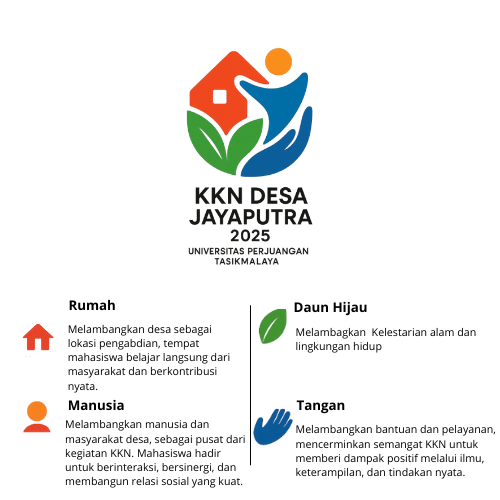 KKN DESA
JAYAPUTRA
2025
UNIVERSITAS PERJUANGAN
TASIKMALAYA
Rumah
Melambangkan desa sebagai
lokasi pengabdian, tempat
mahasiswa belajar langsung dari
masyarakat dan berkontribusi
nyata.
Manusia
Melambangkan manusia dan
masyarakat desa, sebagai pusat dari
kegiatan KKN. Mahasiswa hadir
untuk berinteraksi, bersinergi, dan
membangun relasi sosial yang kuat.
Daun Hijau
Melambagkan Kelestarian alam dan
lingkungan hidup
Tangan
Melambangkan bantuan dan pelayanan,
mencerminkan semangat KKN untuk
memberi dampak positif melalui ilmu,
keterampilan, dan tindakan nyata.